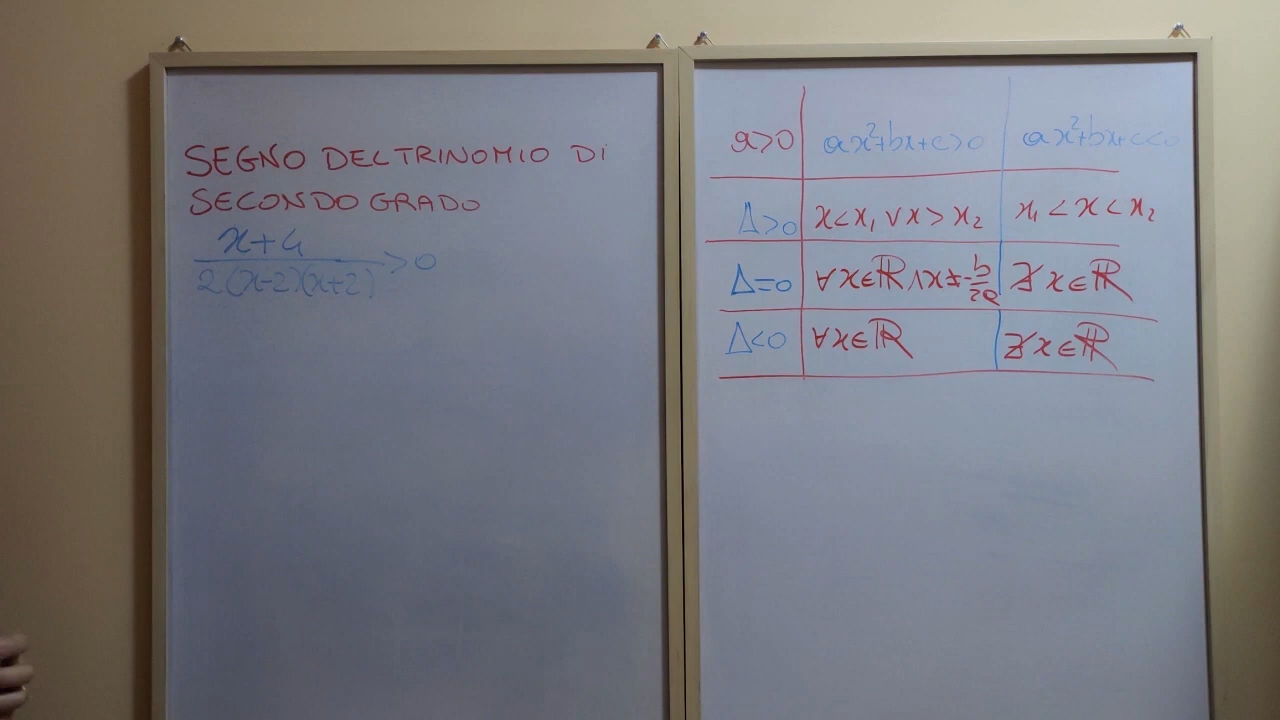 SEGNO DEL TRINOMIO DI
SECONDO GRADO
x+4
2(x-2)(x+2) >0
a>0 ax²+bx+c>0 ax²+bx+c<0
Δ>0 x<x₁ ∨ x>x₂ x₁<x<x₂
Δ=0 ∀x∈ℝ ∧ x≠-b/2a ∄x∈ℝ
Δ<0 ∀x∈ℝ ∄x∈ℝ